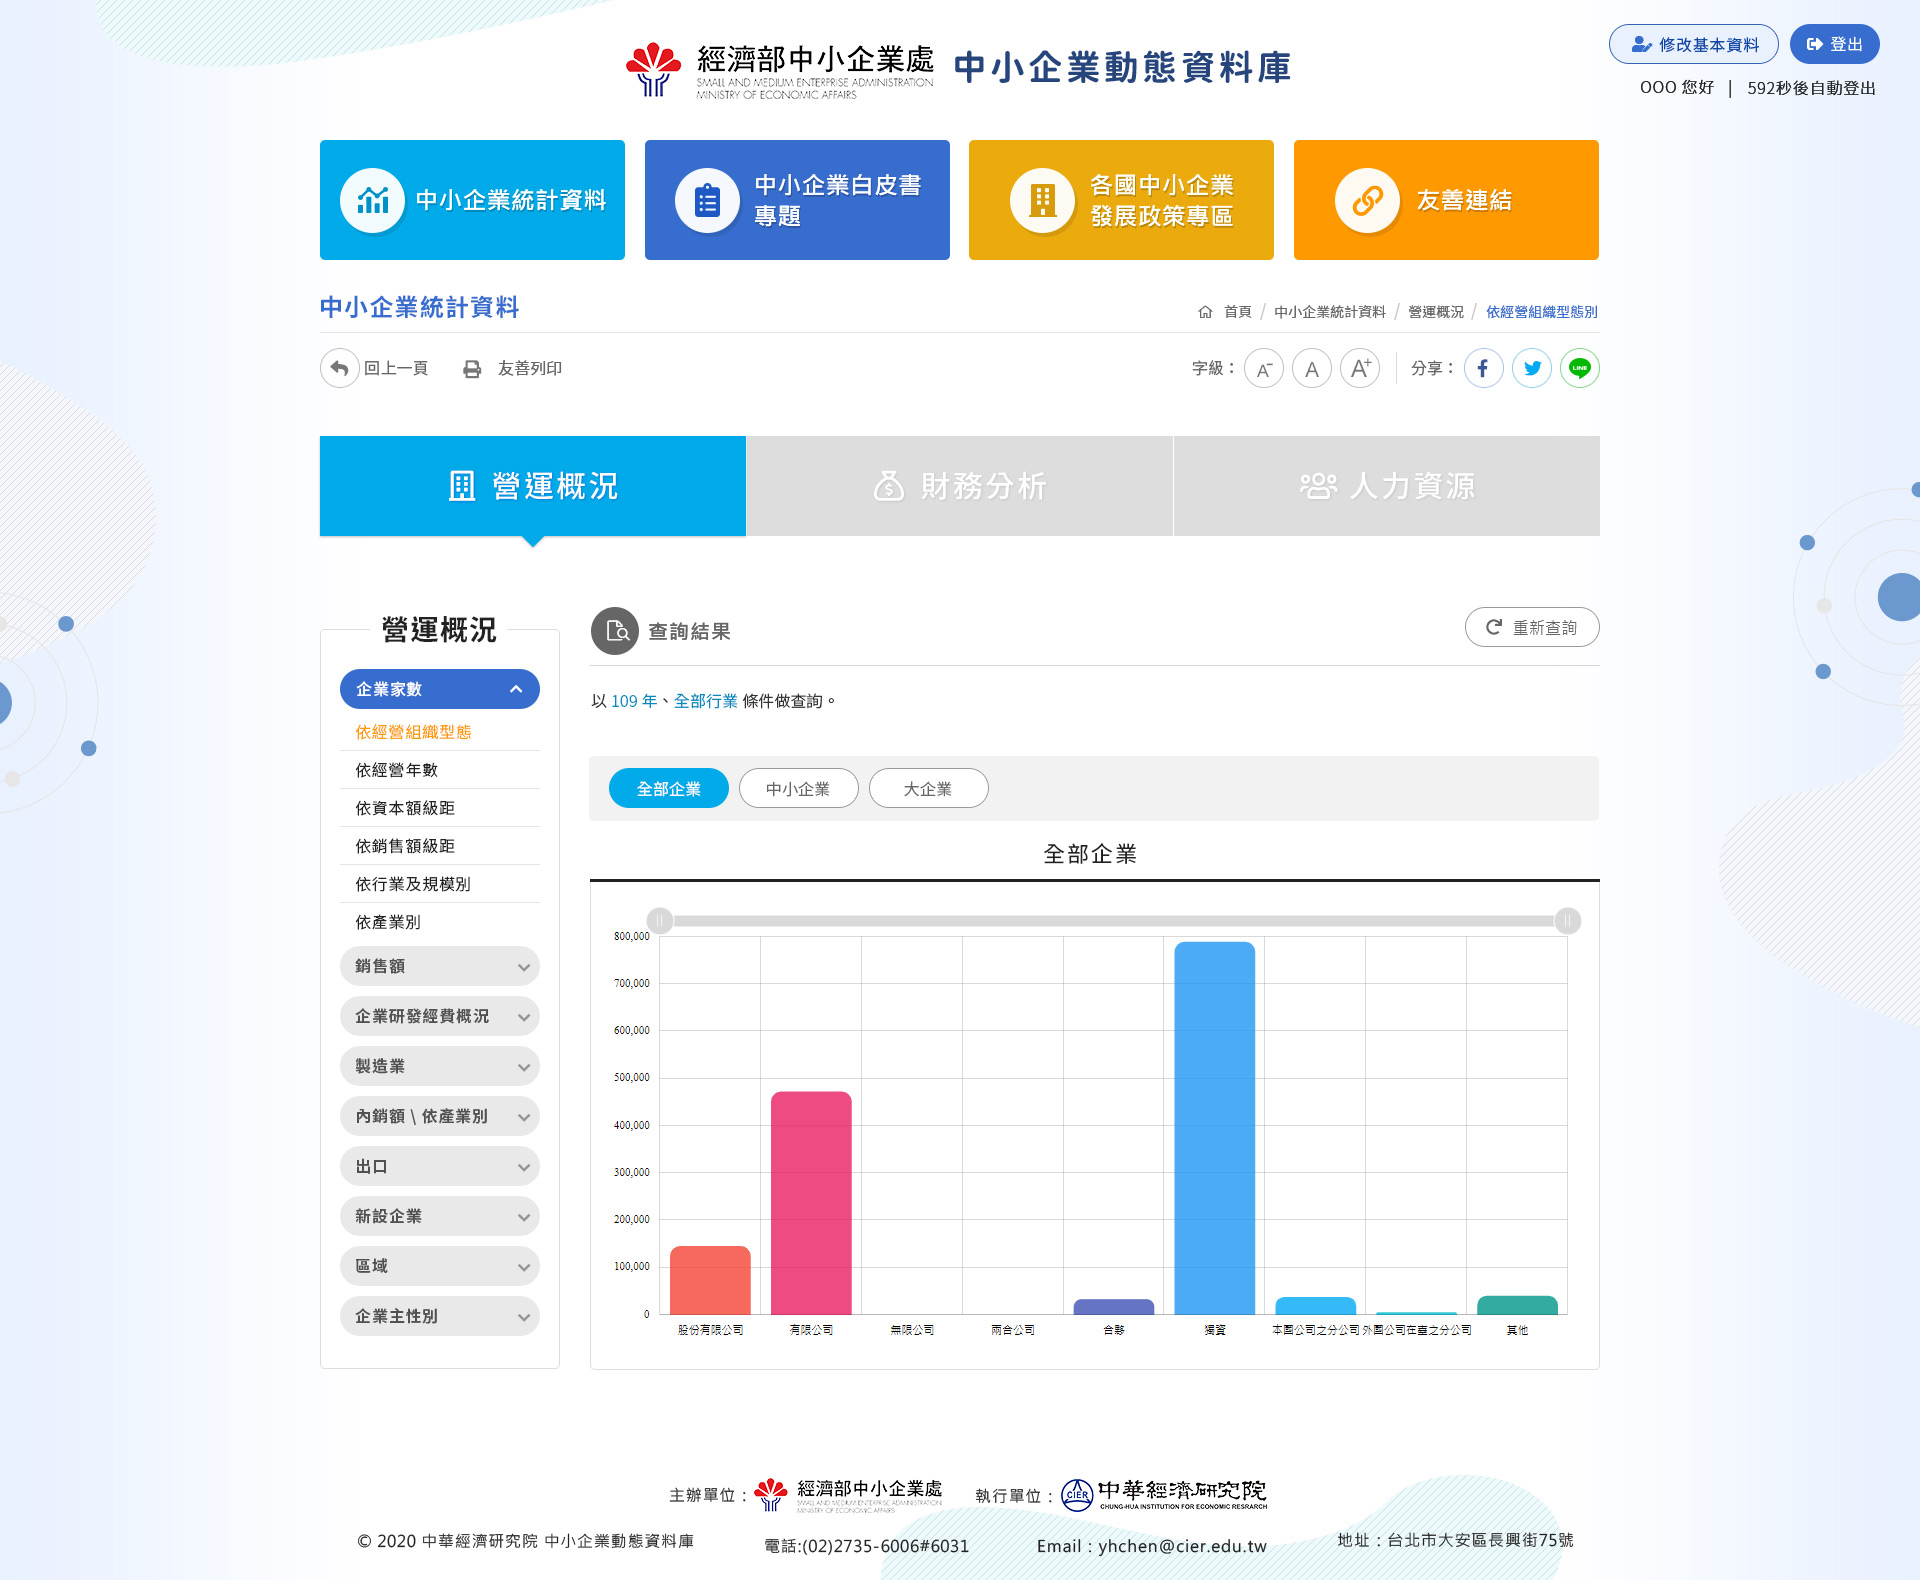 經濟部中小企業處
SMALL AND MEDIUM ENTERPRISE ADMINISTRATION
MINISTRY OF ECONOMIC AFFAIRS
中小企業動態資料庫
修改基本資料
登出
OOO 您好 | 592秒後自動登出
中小企業統計資料
中小企業白皮書
專題
各國中小企業
發展政策專區
友善連結
中小企業統計資料
首頁 / 中小企業統計資料 / 營運概況 / 依經營組織型態別
回上一頁
友善列印
字級：
A-
A
A+
分享：
LINE
營運概況
財務分析
人力資源
營運概況
企業家數
依經營組織型態
依經營年數
依資本額級距
依銷售額級距
依行業及規模別
依產業別
銷售額
企業研發經費概況
製造業
內銷額 \ 依產業別
出口
新設企業
區域
企業主性別
查詢結果
重新查詢
以 109 年、全部行業 條件做查詢。
全部企業
中小企業
大企業
全部企業
800,000
700,000
600,000
500,000
400,000
300,000
200,000
100,000
0
股份有限公司
有限公司
無限公司
兩合公司
合夥
獨資
本國公司之分公司
外國公司在臺之分公司
其他
主辦單位：
經濟部中小企業處
SMALL AND MEDIUM ENTERPRISE ADMINISTRATION
MINISTRY OF ECONOMIC AFFAIRS
執行單位：
CIER
中華經濟研究院
CHUNG-HUA INSTITUTION FOR ECONOMIC RESEARCH
© 2020 中華經濟研究院 中小企業動態資料庫
電話:(02)2735-6006#6031
Email : yhchen@cier.edu.tw
地址：台北市大安區長興街75號